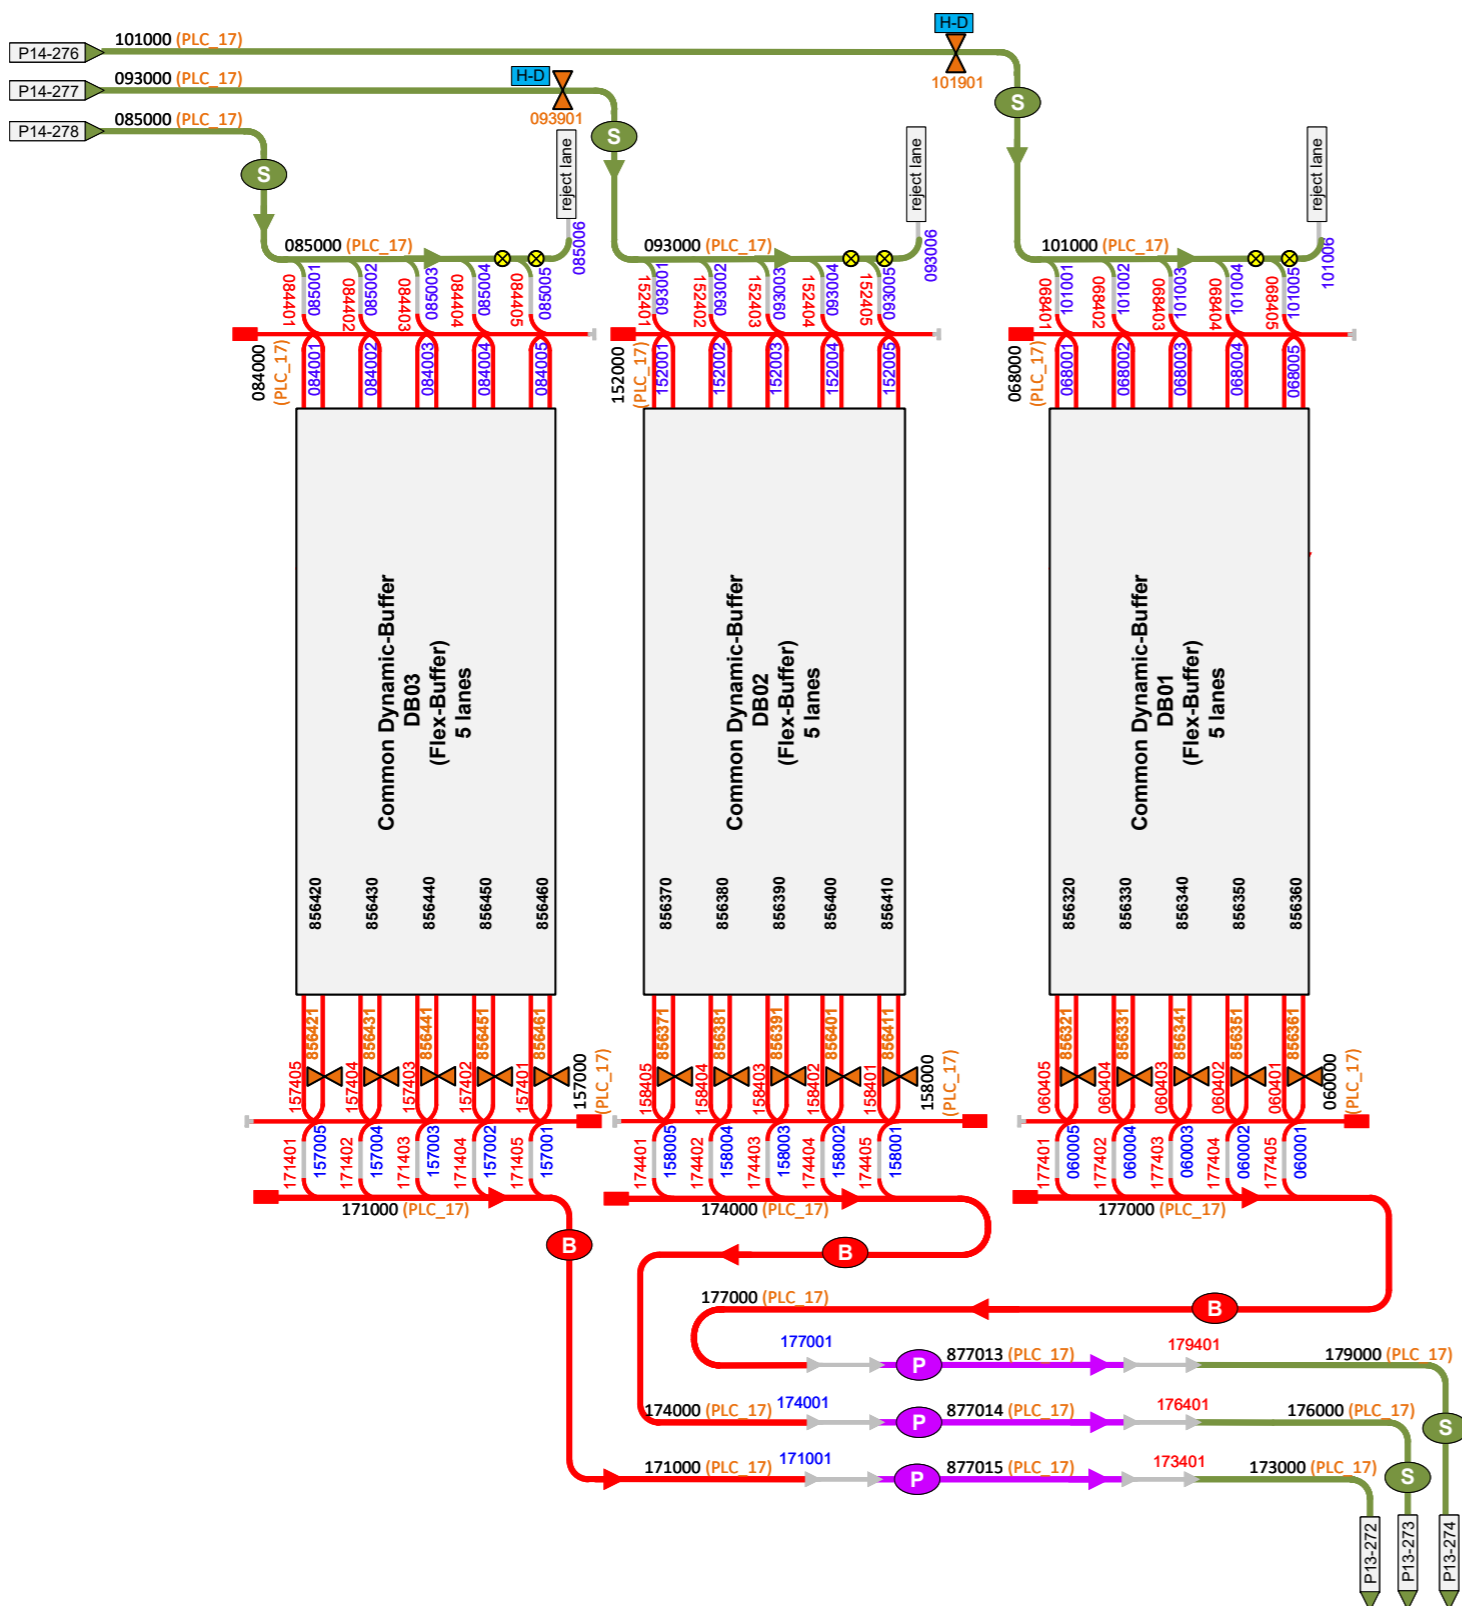 P14-276
101000 (PLC_17)
H-D
101901
P14-277
093000 (PLC_17)
H-D
093901
P14-278
085000 (PLC_17)
S
S
S
reject lane
reject lane
reject lane
085000 (PLC_17)
085006
093000 (PLC_17)
093006
101000 (PLC_17)
101006
084401
085001
084402
085002
084403
085003
084404
085004
084405
085005
152401
093001
152402
093002
152403
093003
152404
093004
152405
093005
068401
101001
068402
101002
068403
101003
068404
101004
068405
101005
084000
(PLC_17)
084001
084002
084003
084004
084005
152000
(PLC_17)
152001
152002
152003
152004
152005
068000
(PLC_17)
068001
068002
068003
068004
068005
Common Dynamic-Buffer
DB03
(Flex-Buffer)
5 lanes
Common Dynamic-Buffer
DB02
(Flex-Buffer)
5 lanes
Common Dynamic-Buffer
DB01
(Flex-Buffer)
5 lanes
856420
856430
856440
856450
856460
856370
856380
856390
856400
856410
856320
856330
856340
856350
856360
157405
856421
157404
856431
157403
856441
157402
856451
157401
856461
157000
(PLC_17)
158405
856371
158404
856381
158403
856391
158402
856401
158401
856411
158000
(PLC_17)
060405
856321
060404
856331
060403
856341
060402
856351
060401
856361
060000
(PLC_17)
171401
157005
171402
157004
171403
157003
171404
157002
171405
157001
174401
158005
174402
158004
174403
158003
174404
158002
174405
158001
177401
060005
177402
060004
177403
060003
177404
060002
177405
060001
171000 (PLC_17)
174000 (PLC_17)
177000 (PLC_17)
B
B
177000 (PLC_17)
B
177001
P
877013 (PLC_17)
179401
179000 (PLC_17)
174000 (PLC_17)
174001
P
877014 (PLC_17)
176401
176000 (PLC_17)
S
171000 (PLC_17)
171001
P
877015 (PLC_17)
173401
173000 (PLC_17)
S
P13-272
P13-273
P13-274